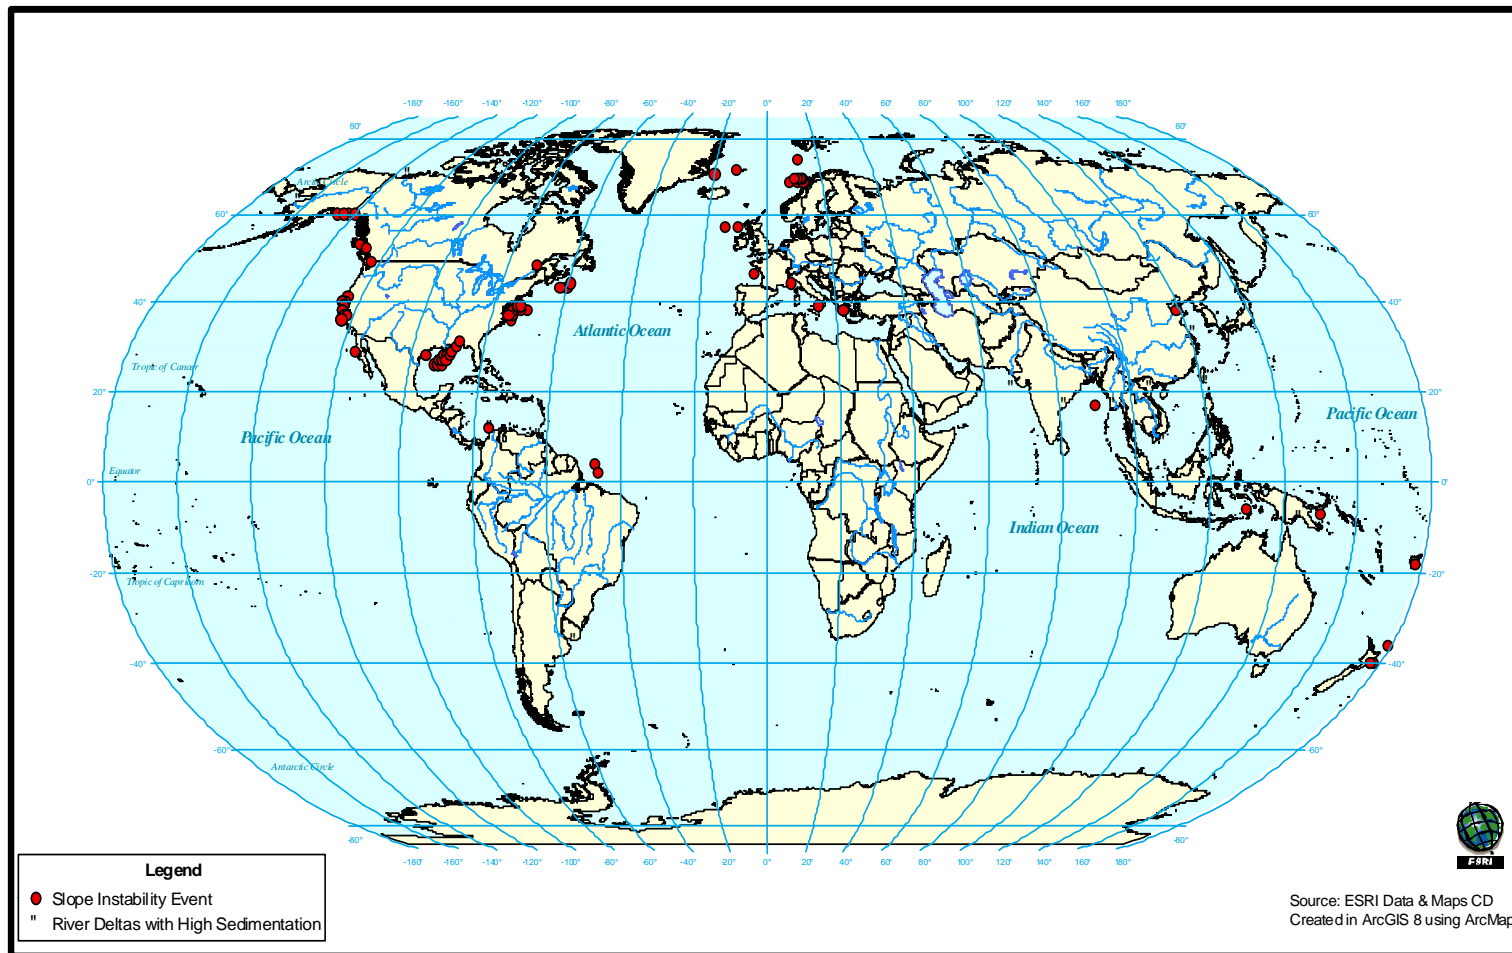 -180° -160° -140° -120° -100° -80° -60° -40° -20° 0° 20° 40° 60° 80° 100° 120° 140° 160° 180°
80° 80°
Arctic Circle
60° 60°
40° 40°
Atlantic Ocean
Tropic of Cancer
20° 20°
Pacific Ocean
Pacific Ocean
Equator
0° 0°
Indian Ocean
-20° -20°
Tropic of Capricorn
-40° -40°
-60° -60°
Antarctic Circle
-80° -80°
-180° -160° -140° -120° -100° -80° -60° -40° -20° 0° 20° 40° 60° 80° 100° 120° 140° 160° 180°
Legend
Slope Instability Event
" River Deltas with High Sedimentation
ESRI
Source: ESRI Data & Maps CD
Created in ArcGIS 8 using ArcMap